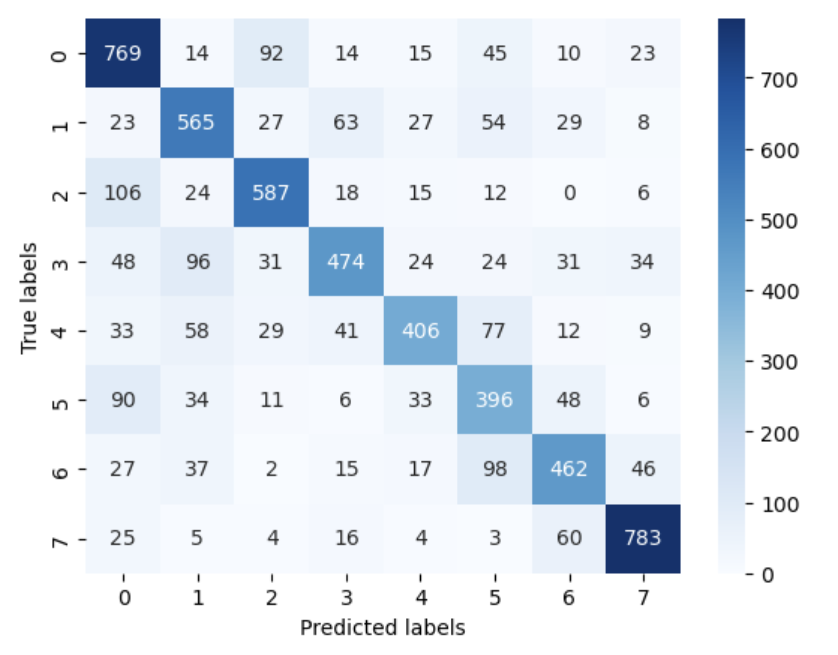 0 769 14 92 14 15 45 10 23
1 23 565 27 63 27 54 29 8
2 106 24 587 18 15 12 0 6
3 48 96 31 474 24 24 31 34
4 33 58 29 41 406 77 12 9
5 90 34 11 6 33 396 48 6
6 27 37 2 15 17 98 462 46
7 25 5 4 16 4 3 60 783
0 1 2 3 4 5 6 7
Predicted labels
True labels
700
600
500
400
300
200
100
0